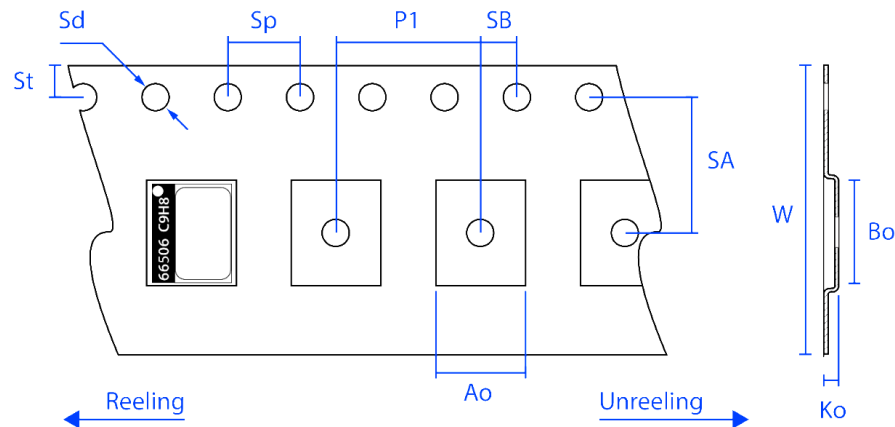 Sd
Sp
P1
SB
St
SA
66506 C9H8
W
Bo
Ao
Ko
Reeling
Unreeling